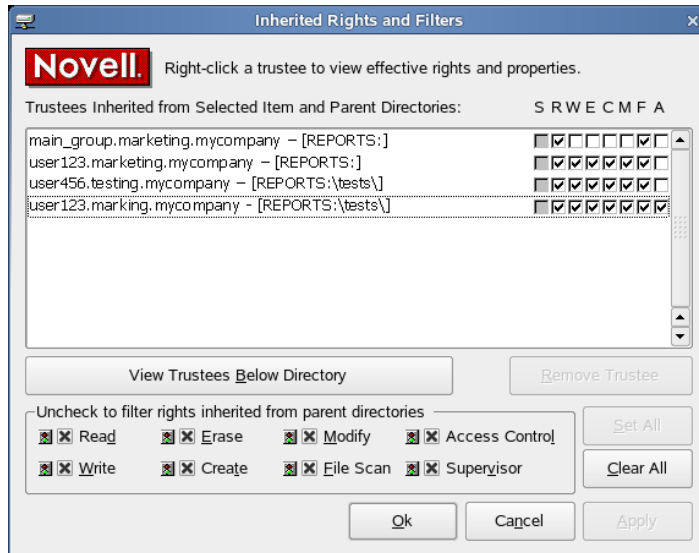 Inherited Rights and Filters
Novell. Right-click a trustee to view effective rights and properties.
Trustees Inherited from Selected Item and Parent Directories: S R W E C M F A
main_group.marketing.mycompany – [REPORTS:]
user123.marketing.mycompany – [REPORTS:]
user456.testing.mycompany – [REPORTS:\tests\]
user123.marking.mycompany - [REPORTS:\tests\]
View Trustees Below Directory Remove Trustee
Uncheck to filter rights inherited from parent directories
Read Erase Modify Access Control Set All
Write Create File Scan Supervisor Clear All
Ok Cancel Apply